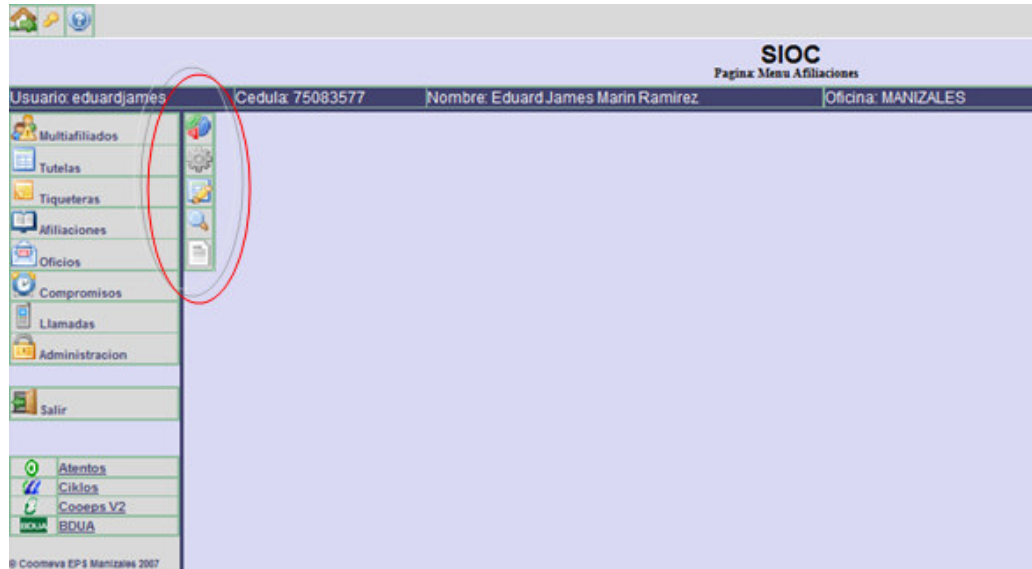 SIOC
Pagina: Menu Afiliaciones
Usuario: eduardjames Cedula: 75083577 Nombre: Eduard James Marin Ramirez Oficina: MANIZALES
Multiafiliados
Tutelas
Tiqueteras
Afiliaciones
Oficios
Compromisos
Llamadas
Administracion
Salir
Atentos
Ciklos
Cooeps V2
BDUA BDUA
© Coomeva EPS Manizales 2007